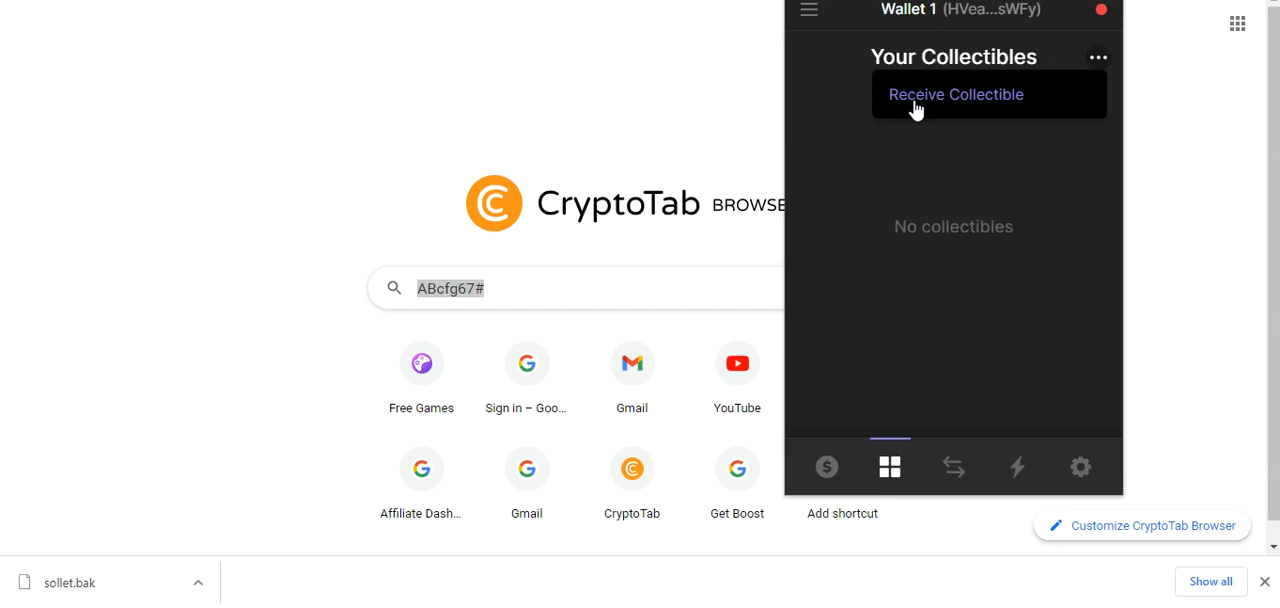 Wallet 1 (HVea...sWFy)
Your Collectibles
Receive Collectible
No collectibles
CryptoTab BROWSE
ABcfg67#
Free Games
Sign in – Goo...
Gmail
YouTube
Affiliate Dash...
Gmail
CryptoTab
Get Boost
Add shortcut
Customize CryptoTab Browser
sollet.bak
Show all